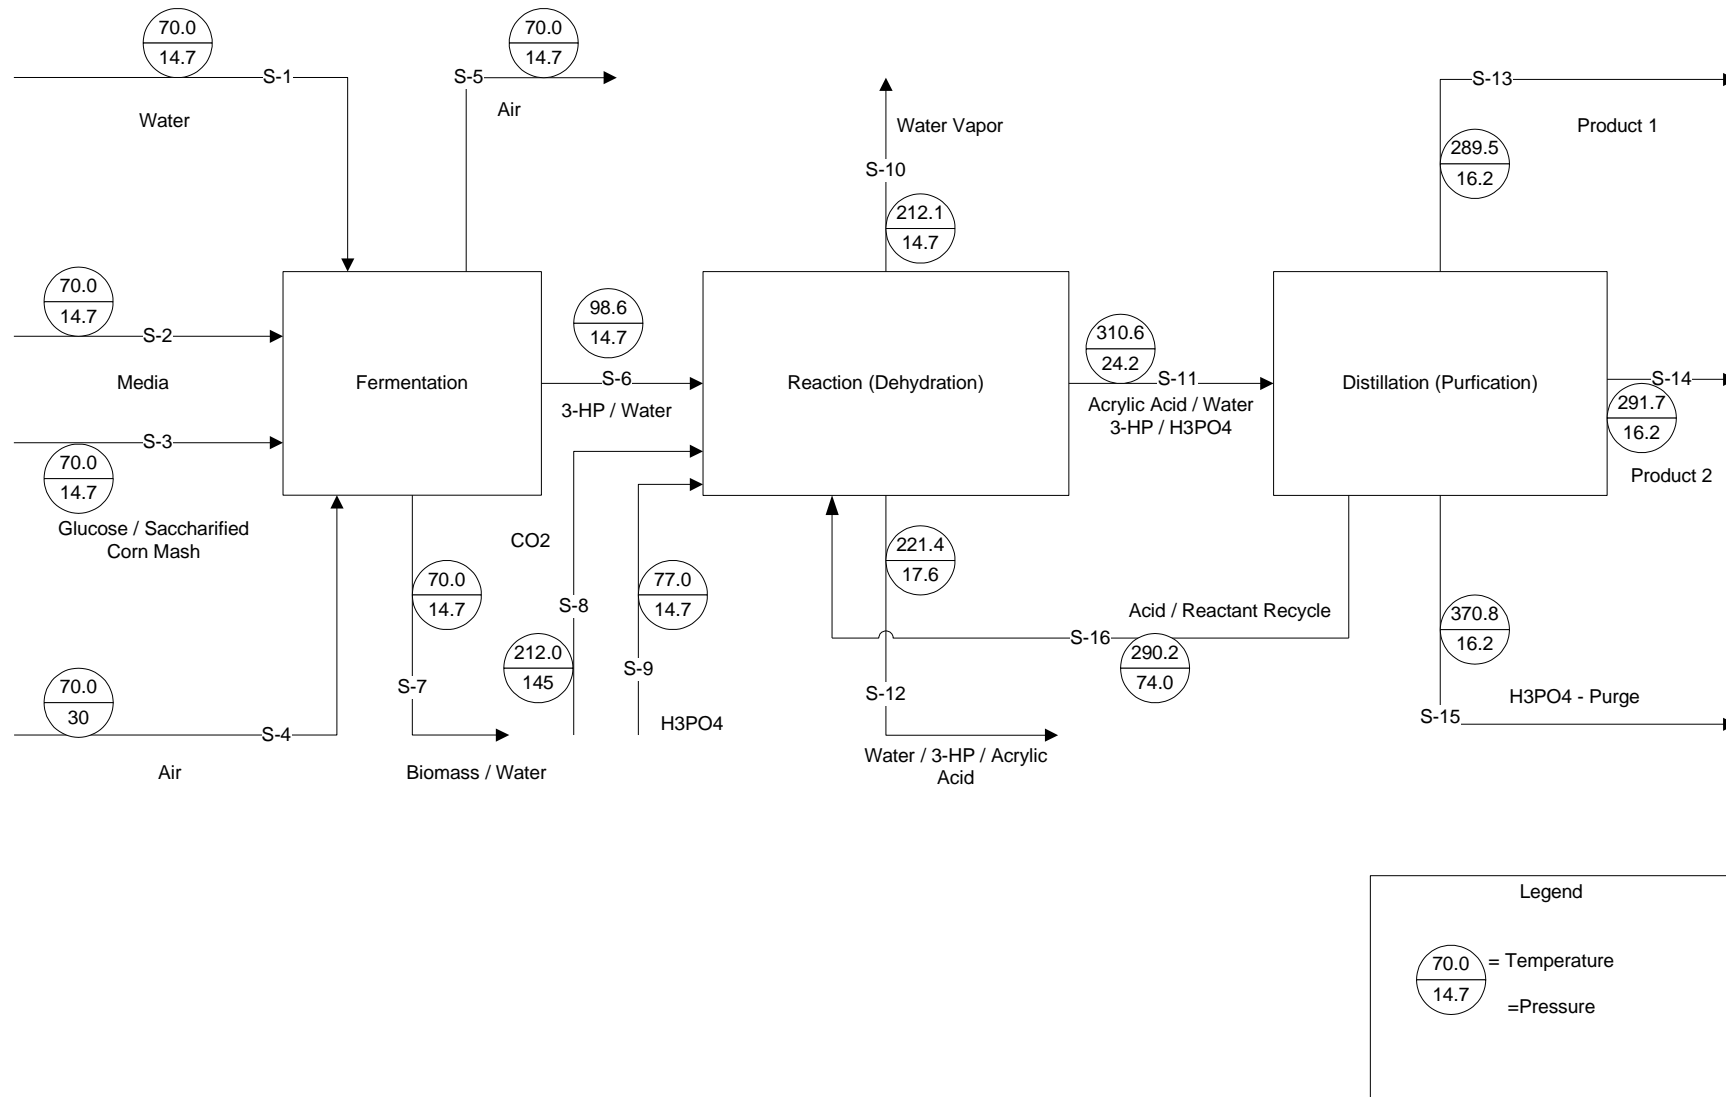 70.0
14.7
S-1
Water
70.0
14.7
S-5
Air
S-13
Product 1
Water Vapor
S-10
289.5
16.2
212.1
14.7
70.0
14.7
S-2
Media
98.6
14.7
S-6
3-HP / Water
310.6
24.2
S-11
Acrylic Acid / Water
3-HP / H3PO4
Fermentation
Reaction (Dehydration)
Distillation (Purfication)
S-14
291.7
16.2
Product 2
S-3
70.0
14.7
Glucose / Saccharified
Corn Mash
CO2
70.0
14.7
S-8
77.0
14.7
221.4
17.6
Acid / Reactant Recycle
S-16
290.2
74.0
370.8
16.2
212.0
145
S-9
S-7
S-12
70.0
30
S-4
Air
Biomass / Water
H3PO4
Water / 3-HP / Acrylic
Acid
H3PO4 - Purge
S-15
Legend
70.0
14.7
= Temperature
=Pressure